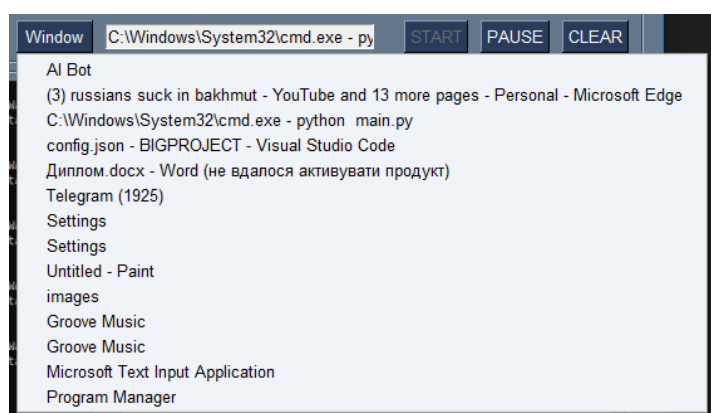 Window C:\Windows\System32\cmd.exe - py START PAUSE CLEAR
AI Bot
(3) russians suck in bakhmut - YouTube and 13 more pages - Personal - Microsoft Edge
C:\Windows\System32\cmd.exe - python  main.py
config.json - BIGPROJECT - Visual Studio Code
Диплом.docx - Word (не вдалося активувати продукт)
Telegram (1925)
Settings
Settings
Untitled - Paint
images
Groove Music
Groove Music
Microsoft Text Input Application
Program Manager